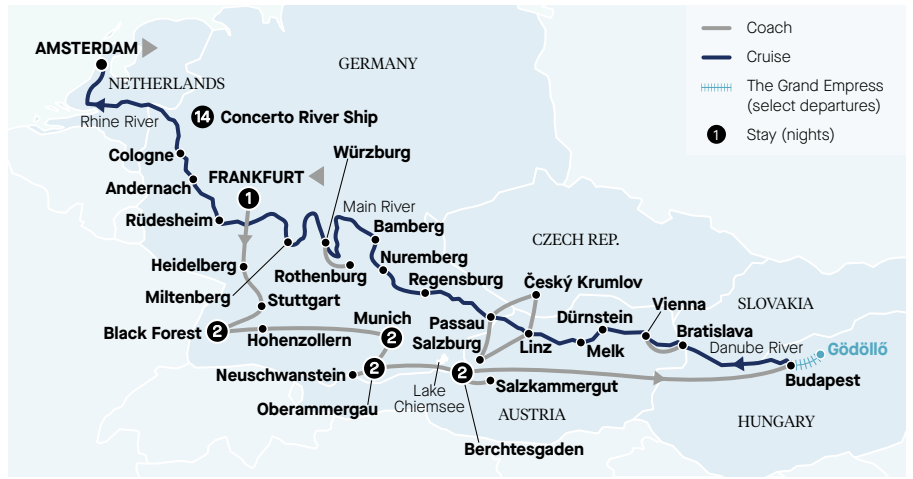 AMSTERDAM
NETHERLANDS
GERMANY
Coach
Cruise
The Grand Empress
(select departures)
1 Stay (nights)
Rhine River
14 Concerto River Ship
Cologne
Würzburg
Andernach
FRANKFURT
1
Rüdesheim
Main River
Bamberg
CZECH REP.
Heidelberg
Rothenburg
Nuremberg
Regensburg
Český Krumlov
Miltenberg
Stuttgart
Vienna
SLOVAKIA
Black Forest 2
Hohenzollern
Munich
2
Passau
Salzburg
Dürnstein
Linz
Melk
Bratislava
Danube River
Gödöllő
Neuschwanstein
2
2
Lake
Chiemsee
Salzkammergut
Budapest
Oberammergau
AUSTRIA
HUNGARY
Berchtesgaden